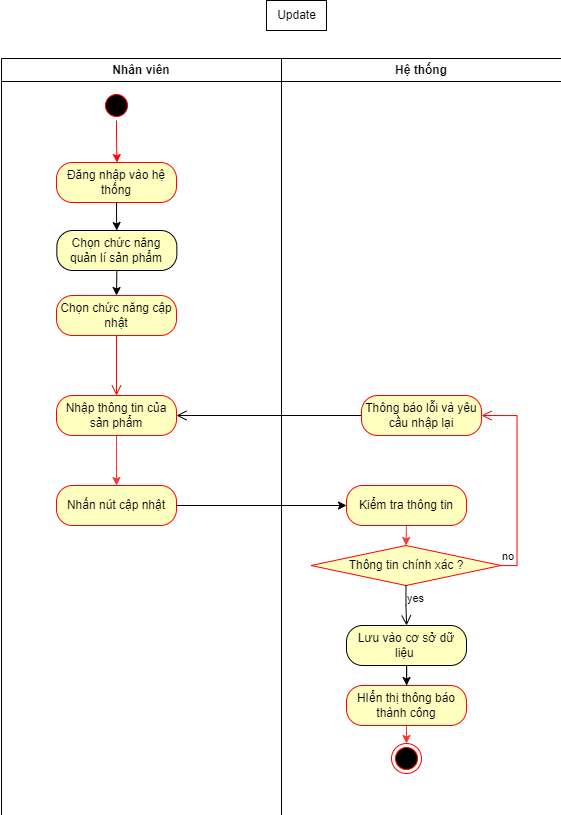 Update
Nhân viên
Hệ thống
Đăng nhập vào hệ
thống
Chọn chức năng
quản lí sản phẩm
Chọn chức năng cập
nhật
Nhập thông tin của
sản phẩm
Thông báo lỗi và yêu
cầu nhập lại
Nhấn nút cập nhật
Kiểm tra thông tin
no
Thông tin chính xác ?
yes
Lưu vào cơ sở dữ
liệu
HIển thị thông báo
thành công